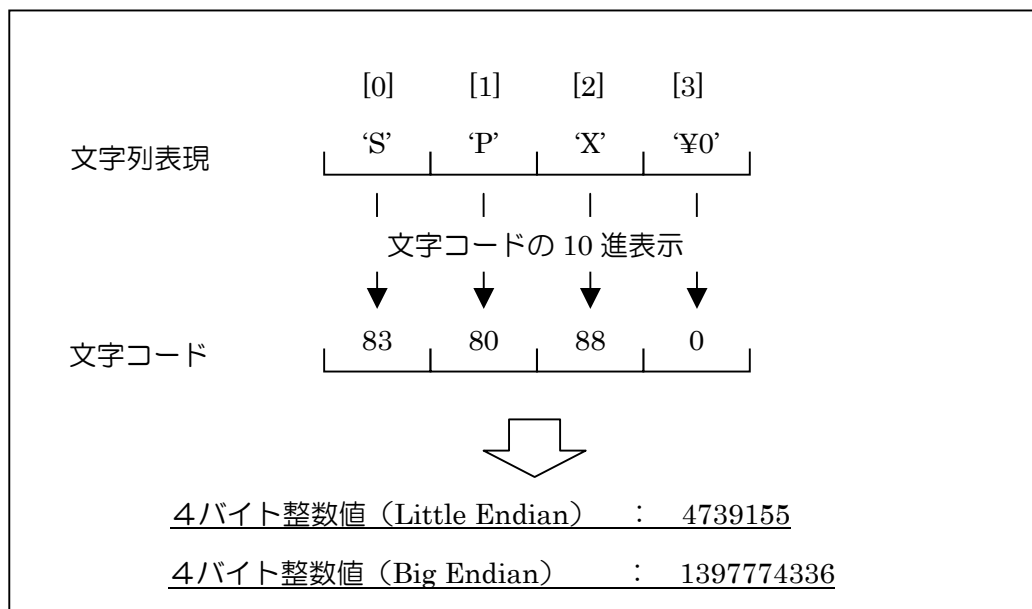 [0] [1] [2] [3]
文字列表現 ‘S’ ‘P’ ‘X’ ‘¥0’
文字コードの 10 進表示
文字コード 83 80 88 0
４バイト整数値（Little Endian） ： 4739155
４バイト整数値（Big Endian） ： 1397774336